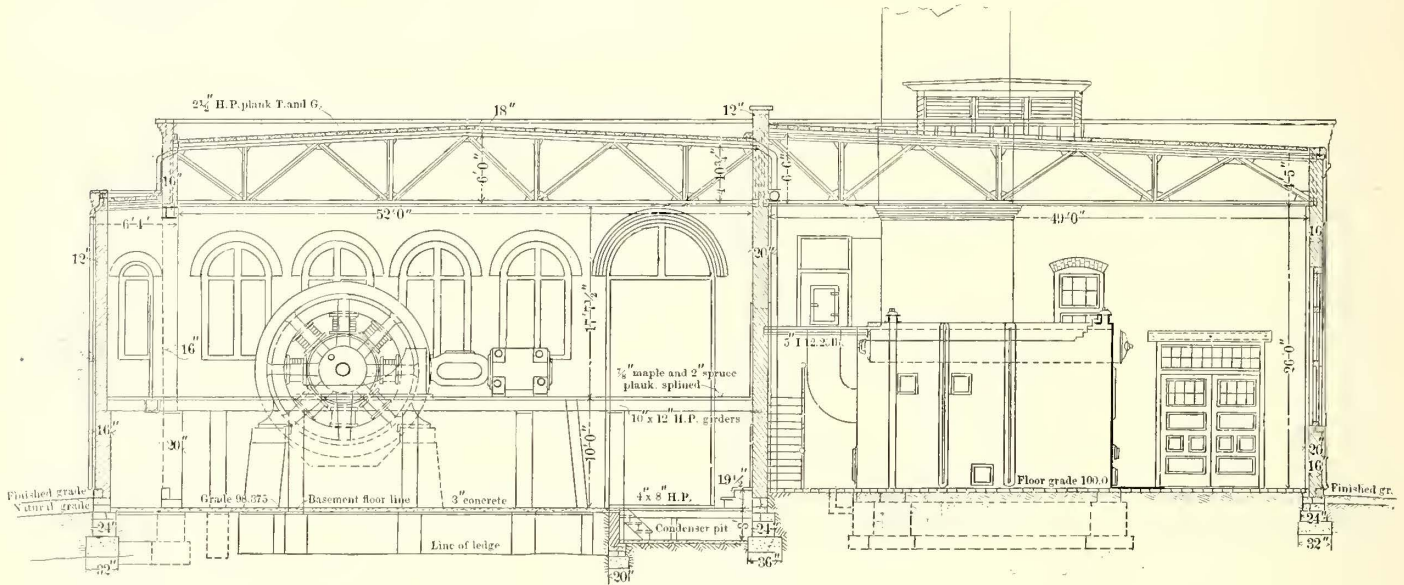 2¼" H.P. plank T. and G.
18"
12"
6'-0"
4'-10¾"
6'-6"
4'-5"
6'-4"
52'0"
49'0"
12"
20"
16"
17'-7½"
16"
5" I 12.25 lb.
26'-0"
⅞" maple and 2" spruce
plank. splined
10" x 12" H.P. girders
16"
20"
10'-0"
20"
16"
19½"
Finished grade
Natural grade
Grade 98.375
Basement floor line
3" concrete
4" x 8" H.P.
Floor grade 100.0
Finished gr.
24"
Condenser pit
24"
24"
Line of ledge
32"
20"
36"
32"